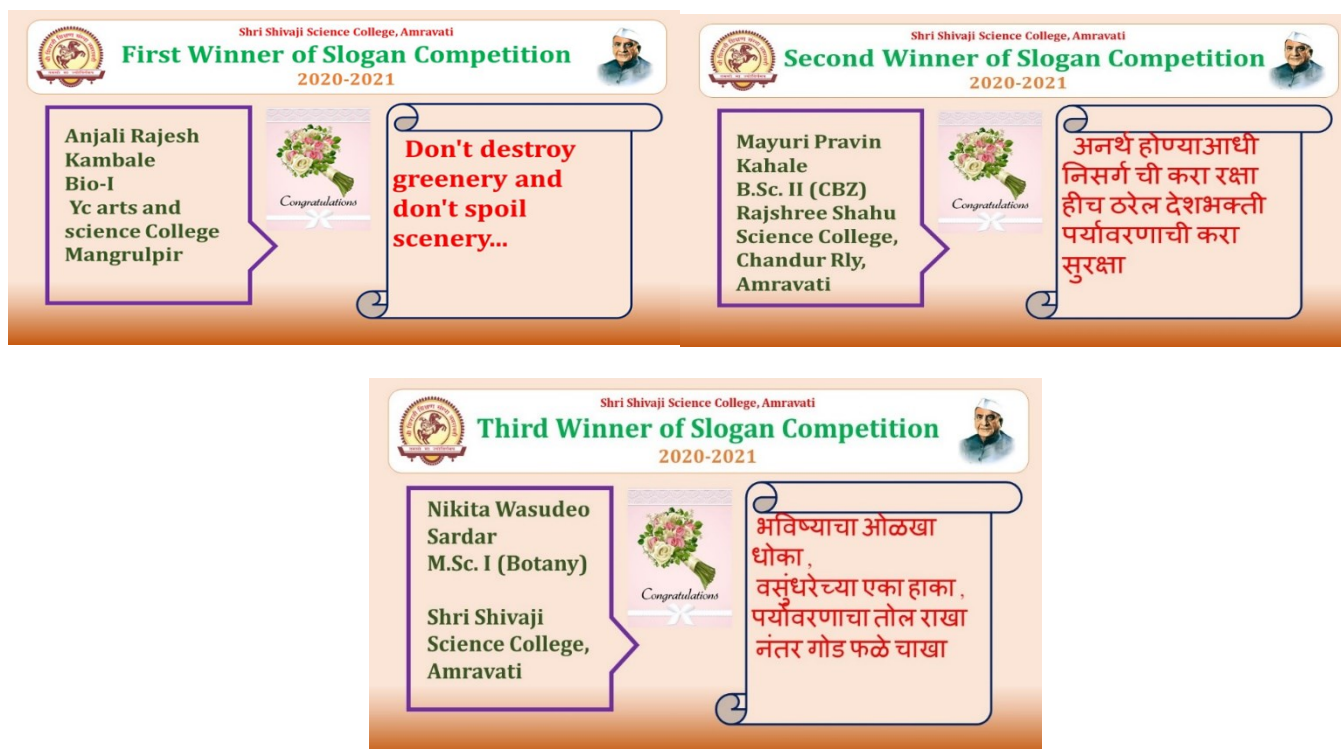 Shri Shivaji Science College, Amravati
First Winner of Slogan Competition
2020-2021
Anjali Rajesh
Kambale
Bio-I
Yc arts and
science College
Mangrulpir
Congratulations
Don't destroy
greenery and
don't spoil
scenery...
Shri Shivaji Science College, Amravati
Second Winner of Slogan Competition
2020-2021
Mayuri Pravin
Kahale
B.Sc. II (CBZ)
Rajshree Shahu
Science College,
Chandur Rly,
Amravati
Congratulations
अनर्थ होण्याआधी
निसर्ग ची करा रक्षा
हीच ठरेल देशभक्ती
पर्यावरणाची करा
सुरक्षा
Shri Shivaji Science College, Amravati
Third Winner of Slogan Competition
2020-2021
Nikita Wasudeo
Sardar
M.Sc. I (Botany)
Shri Shivaji
Science College,
Amravati
Congratulations
भविष्याचा ओळखा
धोका ,
वसुंधरेच्या एका हाका ,
पर्यावरणाचा तोल राखा
नंतर गोड फळे चाखा